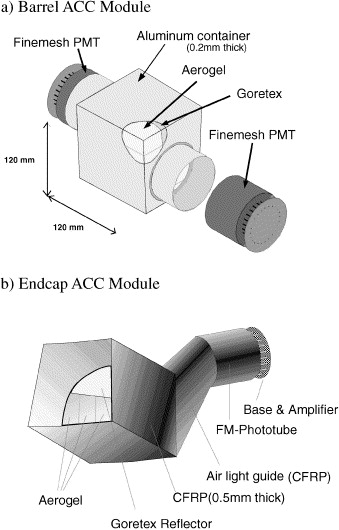 a) Barrel ACC Module
Finemesh PMT
Aluminum container
(0.2mm thick)
Aerogel
Goretex
Finemesh PMT
120 mm
120 mm
b) Endcap ACC Module
Base & Amplifier
FM-Phototube
Air light guide (CFRP)
Aerogel
CFRP(0.5mm thick)
Goretex Reflector